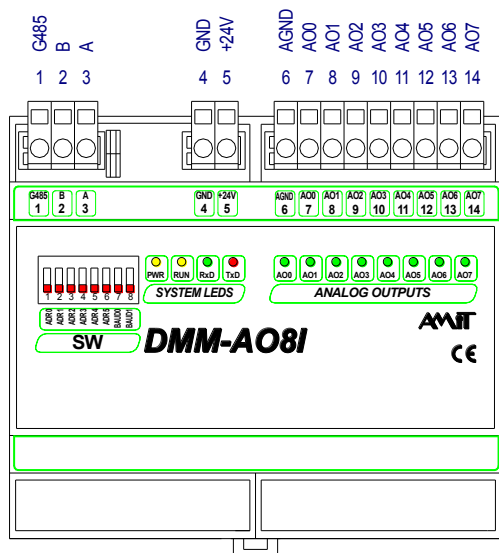 G485 B A GND +24V AGND AO0 AO1 AO2 AO3 AO4 AO5 AO6 AO7
1 2 3 4 5 6 7 8 9 10 11 12 13 14
G485 B A GND +24V AGND AO0 AO1 AO2 AO3 AO4 AO5 AO6 AO7
1 2 3 4 5 6 7 8 9 10 11 12 13 14
PWR RUN RxD TxD AO0 AO1 AO2 AO3 AO4 AO5 AO6 AO7
SYSTEM LEDS ANALOG OUTPUTS
1 2 3 4 5 6 7 8
ADR0 ADR1 ADR2 ADR3 ADR4 ADR5 BAUD0 BAUD1
SW DMM-AO8I AMiT
CE